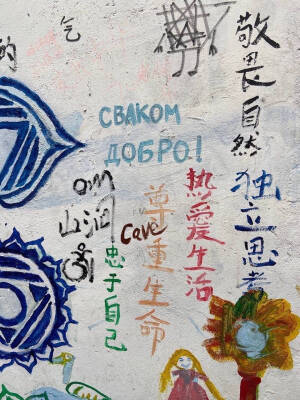 气
的
敬畏自然
СВАКОМ
ДОБРО!
om
山洞
ॐ
Cave
忠于自己
尊重生命
热爱生活
独立思考